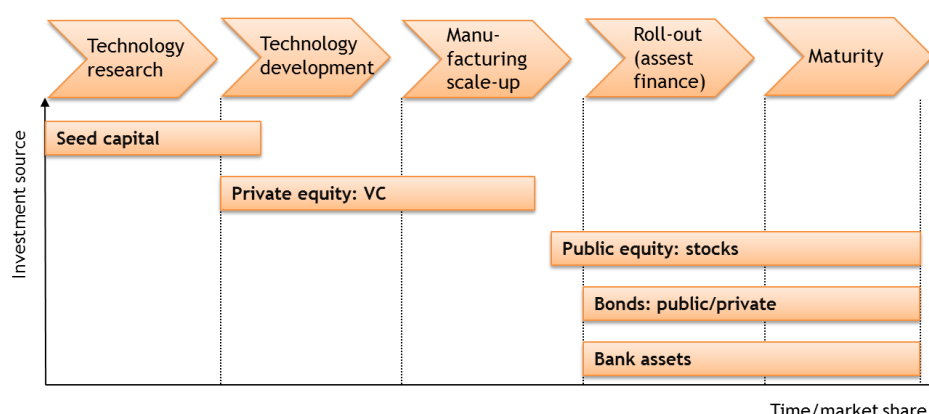 Technology
research
Technology
development
Manu-
facturing
scale-up
Roll-out
(assest
finance)
Maturity
Investment source
Seed capital
Private equity: VC
Public equity: stocks
Bonds: public/private
Bank assets
Time/market share